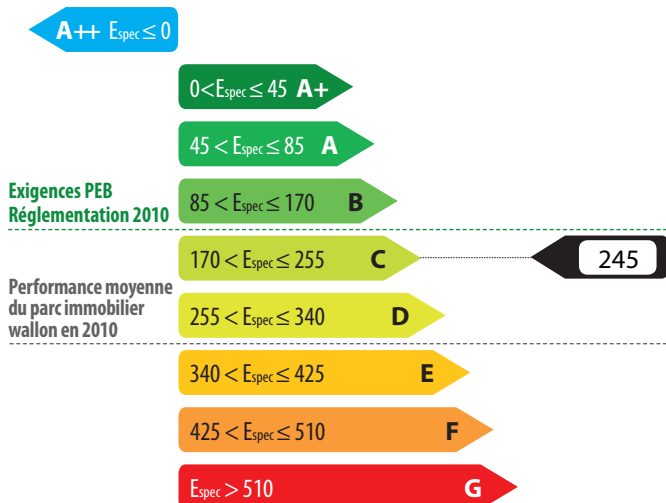 A++ Espec ≤ 0
0<Espec ≤ 45 A+
45 < Espec ≤ 85 A
Exigences PEB
Réglementation 2010
85 < Espec ≤ 170 B
170 < Espec ≤ 255 C
245
Performance moyenne
du parc immobilier
wallon en 2010
255 < Espec ≤ 340 D
340 < Espec ≤ 425 E
425 < Espec ≤ 510 F
Espec > 510 G